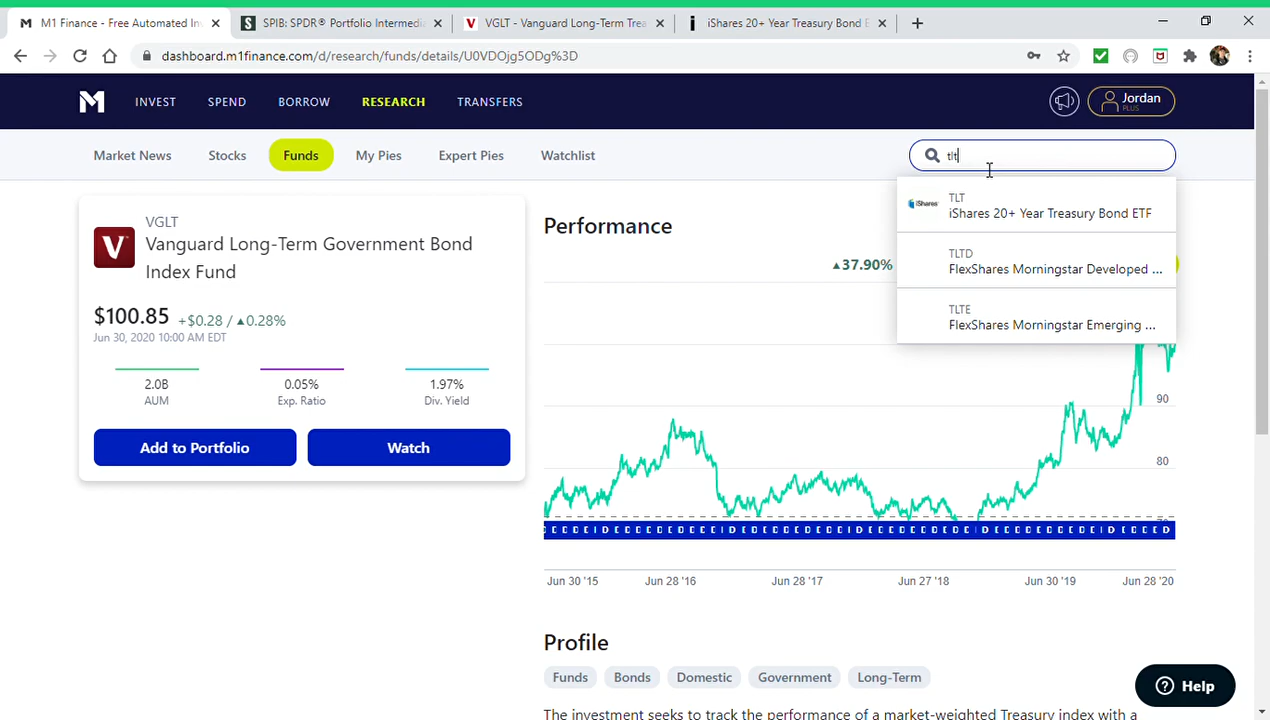 M1 Finance - Free Automated In
SPIB: SPDR® Portfolio Intermedi
VGLT - Vanguard Long-Term Trea
iShares 20+ Year Treasury Bond E
dashboard.m1finance.com/d/research/funds/details/U0VDOjg5ODg%3D
INVEST
SPEND
BORROW
RESEARCH
TRANSFERS
Jordan
PLUS
Market News
Stocks
Funds
My Pies
Expert Pies
Watchlist
tlt
TLT
iShares 20+ Year Treasury Bond ETF
TLTD
FlexShares Morningstar Developed ...
TLTE
FlexShares Morningstar Emerging ...
VGLT
Vanguard Long-Term Government Bond
Index Fund
$100.85 +$0.28 / ▲0.28%
Jun 30, 2020 10:00 AM EDT
2.0B
AUM
0.05%
Exp. Ratio
1.97%
Div. Yield
Add to Portfolio
Watch
Performance
▲37.90%
90
80
Jun 30 '15
Jun 28 '16
Jun 28 '17
Jun 27 '18
Jun 30 '19
Jun 28 '20
Profile
Funds
Bonds
Domestic
Government
Long-Term
The investment seeks to track the performance of a market-weighted Treasury index with a
Help